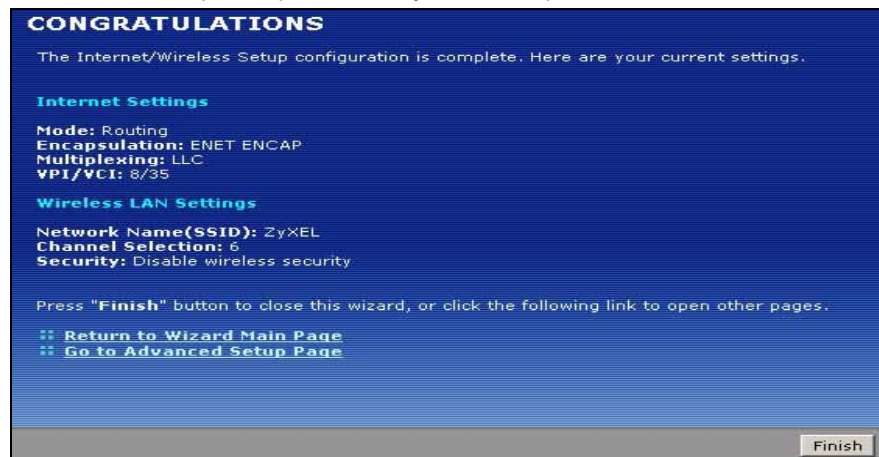 CONGRATULATIONS
The Internet/Wireless Setup configuration is complete. Here are your current settings.
Internet Settings
Mode: Routing
Encapsulation: ENET ENCAP
Multiplexing: LLC
VPI/VCI: 8/35
Wireless LAN Settings
Network Name(SSID): ZyXEL
Channel Selection: 6
Security: Disable wireless security
Press "Finish" button to close this wizard, or click the following link to open other pages.
Return to Wizard Main Page
Go to Advanced Setup Page
Finish